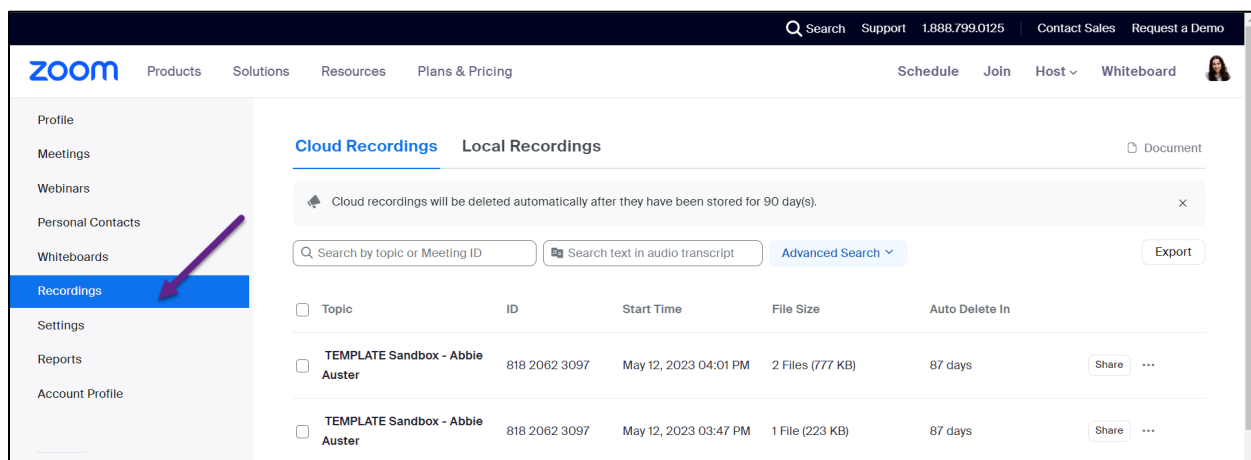 Search Support 1.888.799.0125 Contact Sales Request a Demo
zoom Products Solutions Resources Plans & Pricing Schedule Join Host Whiteboard
Profile
Meetings
Webinars
Personal Contacts
Whiteboards
Recordings
Settings
Reports
Account Profile
Cloud Recordings Local Recordings Document
Cloud recordings will be deleted automatically after they have been stored for 90 day(s).
Search by topic or Meeting ID Search text in audio transcript Advanced Search Export
Topic ID Start Time File Size Auto Delete In
TEMPLATE Sandbox - Abbie
Auster 818 2062 3097 May 12, 2023 04:01 PM 2 Files (777 KB) 87 days Share ...
TEMPLATE Sandbox - Abbie
Auster 818 2062 3097 May 12, 2023 03:47 PM 1 File (223 KB) 87 days Share ...